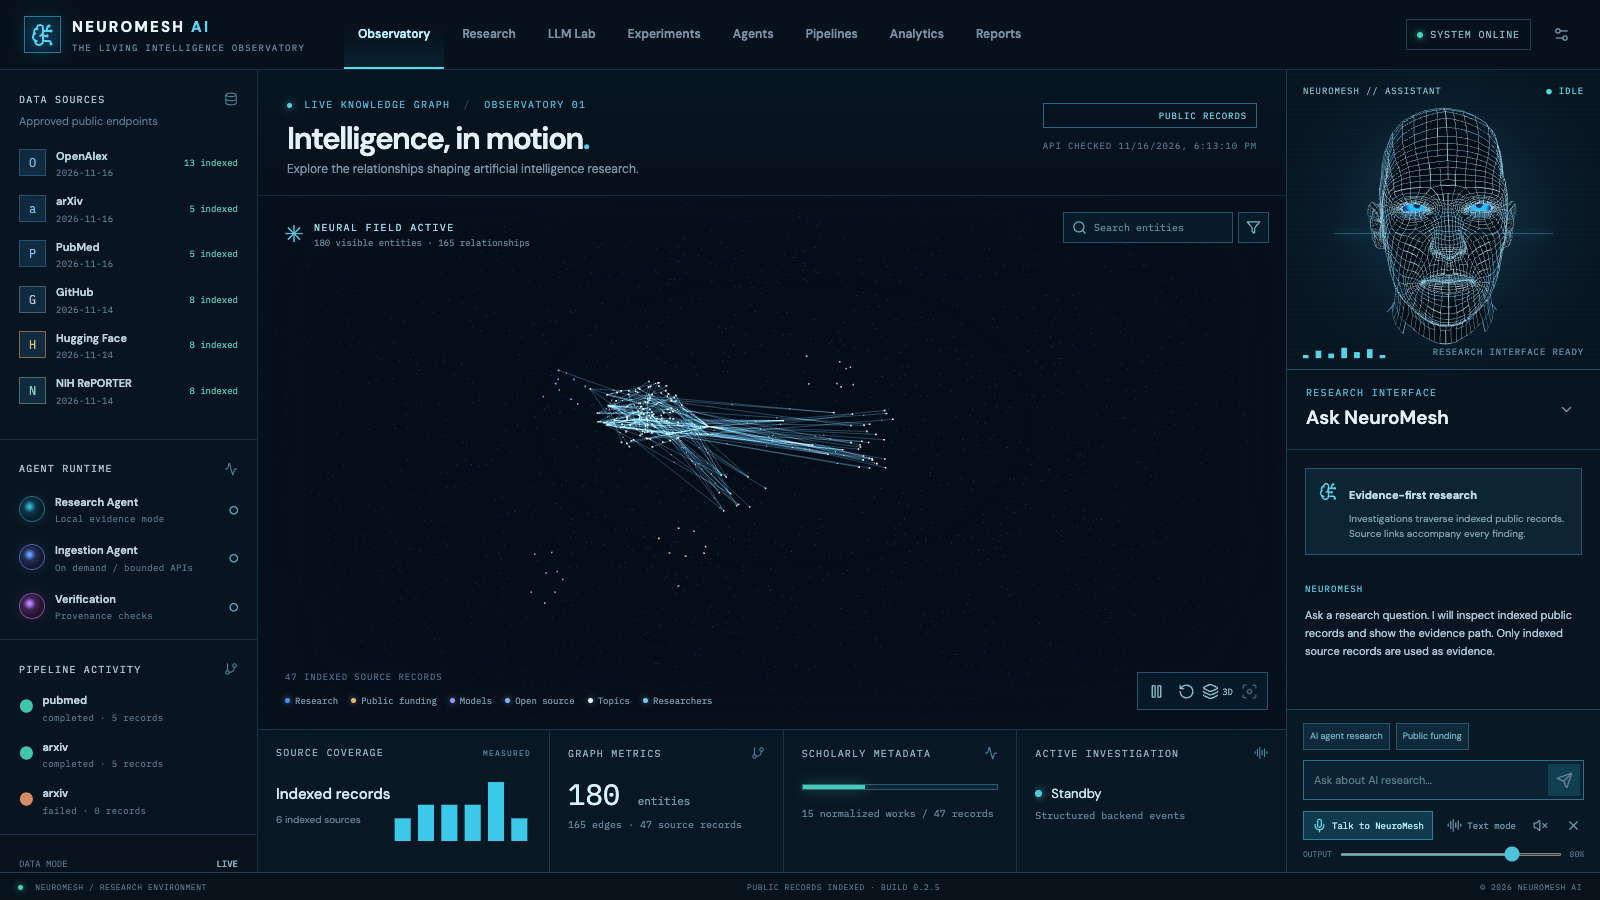 NEUROMESH AI
THE LIVING INTELLIGENCE OBSERVATORY
Observatory
Research
LLM Lab
Experiments
Agents
Pipelines
Analytics
Reports
SYSTEM ONLINE
DATA SOURCES
Approved public endpoints
O
OpenAlex
2026-11-16
13 indexed
a
arXiv
2026-11-16
5 indexed
P
PubMed
2026-11-16
5 indexed
G
GitHub
2026-11-14
8 indexed
H
Hugging Face
2026-11-14
8 indexed
N
NIH RePORTER
2026-11-14
8 indexed
AGENT RUNTIME
Research Agent
Local evidence mode
Ingestion Agent
On demand / bounded APIs
Verification
Provenance checks
PIPELINE ACTIVITY
pubmed
completed · 5 records
arxiv
completed · 5 records
arxiv
failed · 0 records
DATA MODE
LIVE
LIVE KNOWLEDGE GRAPH / OBSERVATORY 01
Intelligence, in motion.
Explore the relationships shaping artificial intelligence research.
PUBLIC RECORDS
API CHECKED 11/16/2026, 6:13:10 PM
NEURAL FIELD ACTIVE
180 visible entities · 165 relationships
Search entities
47 INDEXED SOURCE RECORDS
Research
Public funding
Models
Open source
Topics
Researchers
3D
SOURCE COVERAGE
MEASURED
Indexed records
6 indexed sources
GRAPH METRICS
180 entities
165 edges · 47 source records
SCHOLARLY METADATA
15 normalized works / 47 records
ACTIVE INVESTIGATION
Standby
Structured backend events
NEUROMESH // ASSISTANT
IDLE
RESEARCH INTERFACE READY
RESEARCH INTERFACE
Ask NeuroMesh
Evidence-first research
Investigations traverse indexed public records.
Source links accompany every finding.
NEUROMESH
Ask a research question. I will inspect indexed public
records and show the evidence path. Only indexed
source records are used as evidence.
AI agent research
Public funding
Ask about AI research...
Talk to NeuroMesh
Text mode
OUTPUT
80%
NEUROMESH / RESEARCH ENVIRONMENT
PUBLIC RECORDS INDEXED · BUILD 0.2.5
© 2026 NEUROMESH AI